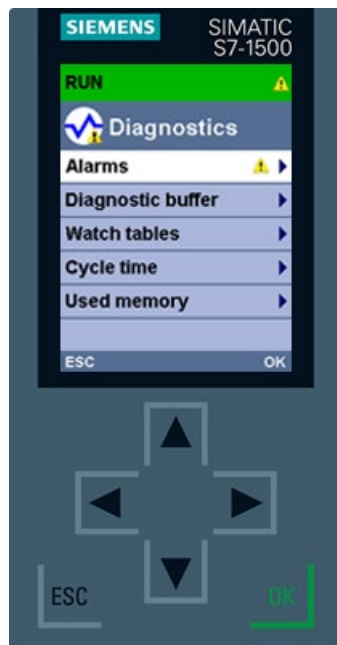 SIEMENS
SIMATIC
S7-1500
RUN
Diagnostics
Alarms
Diagnostic buffer
Watch tables
Cycle time
Used memory
ESC OK
ESC OK